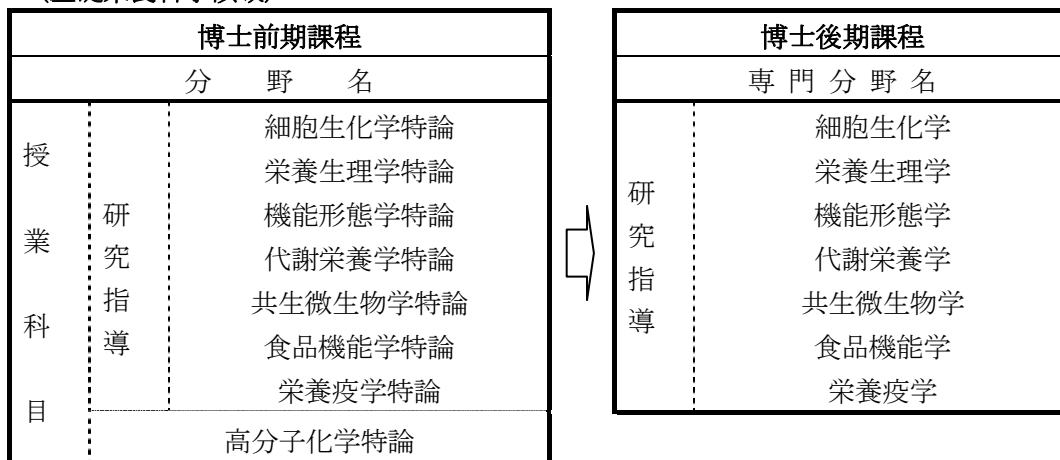 博士前期課程
分野名
授業科目
研究指導
細胞生化学特論
栄養生理学特論
機能形態学特論
代謝栄養学特論
共生微生物学特論
食品機能学特論
栄養疫学特論
高分子化学特論
博士後期課程
専門分野名
研究指導
細胞生化学
栄養生理学
機能形態学
代謝栄養学
共生微生物学
食品機能学
栄養疫学